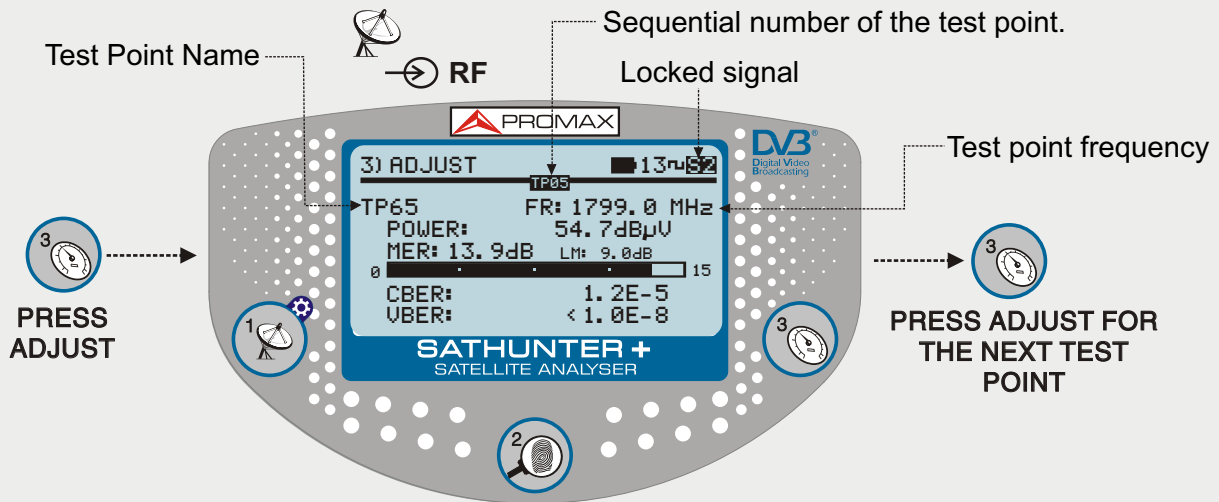 Sequential number of the test point.
Test Point Name
Locked signal
RF
PROMAX
DVB®
Digital Video
Broadcasting
Test point frequency
3) ADJUST 13 S2
TP05
TP65 FR: 1799.0 MHz
POWER: 54.7dBµV
MER: 13.9dB LM: 9.0dB
0 15
CBER: 1.2E-5
VBER: <1.0E-8
SATHUNTER +
SATELLITE ANALYSER
3
PRESS
ADJUST
1
2
3
3
PRESS ADJUST FOR
THE NEXT TEST
POINT